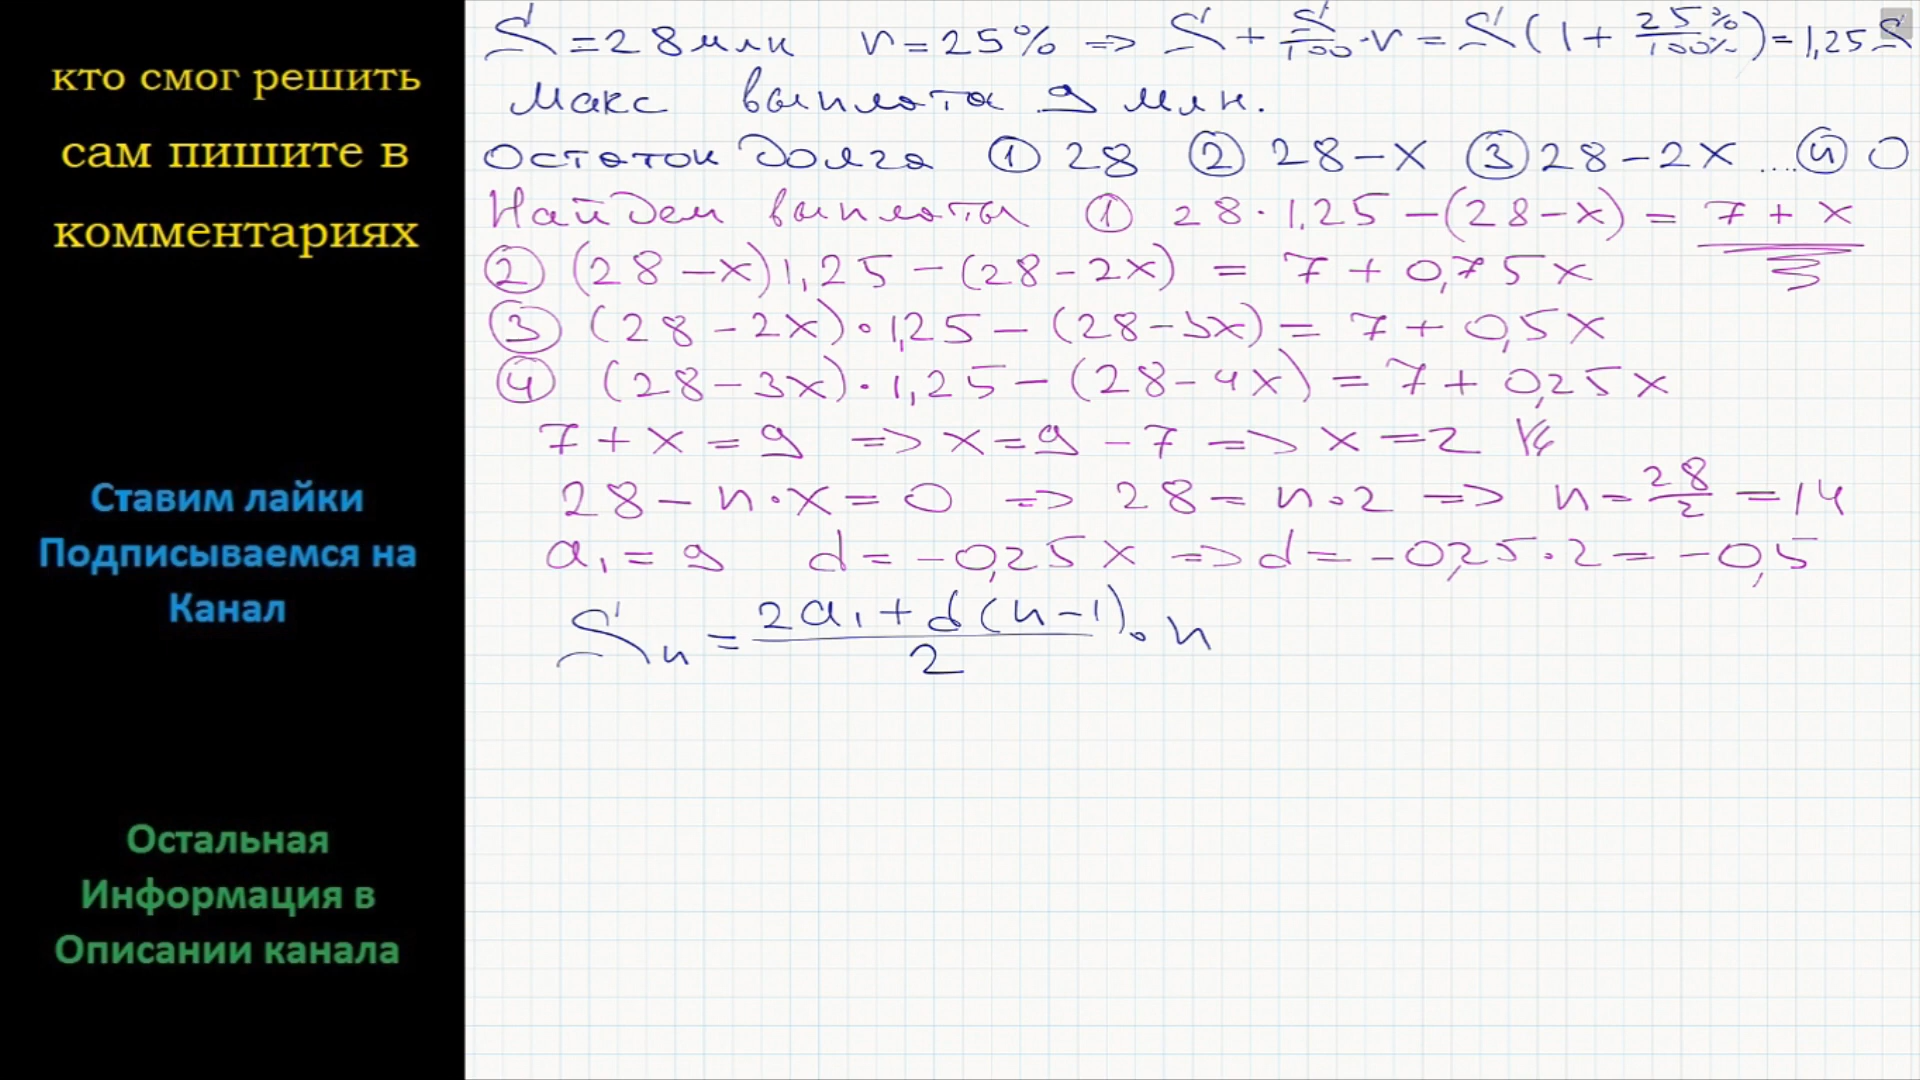 кто смог решить
сам пишите в
комментариях
Ставим лайки
Подписываемся на
Канал
Остальная
Информация в
Описании канала
S = 28 млн r = 25% => S + S/100 · r = S(1 + 25%/100%) = 1,25 S
Макс выплата 9 млн.
Остаток долга ① 28 ② 28 - x ③ 28 - 2x .... ④ 0
Найдем выплаты ① 28 · 1,25 - (28 - x) = 7 + x
② (28 - x)1,25 - (28 - 2x) = 7 + 0,75x
③ (28 - 2x) · 1,25 - (28 - 3x) = 7 + 0,5x
④ (28 - 3x) · 1,25 - (28 - 4x) = 7 + 0,25x
7 + x = 9 => x = 9 - 7 => x = 2
28 - n · x = 0 => 28 = n · 2 => n = 28/2 = 14
a₁ = 9 d = -0,25x => d = -0,25 · 2 = -0,5
Sn = 2a₁ + d(n-1)/2 · n